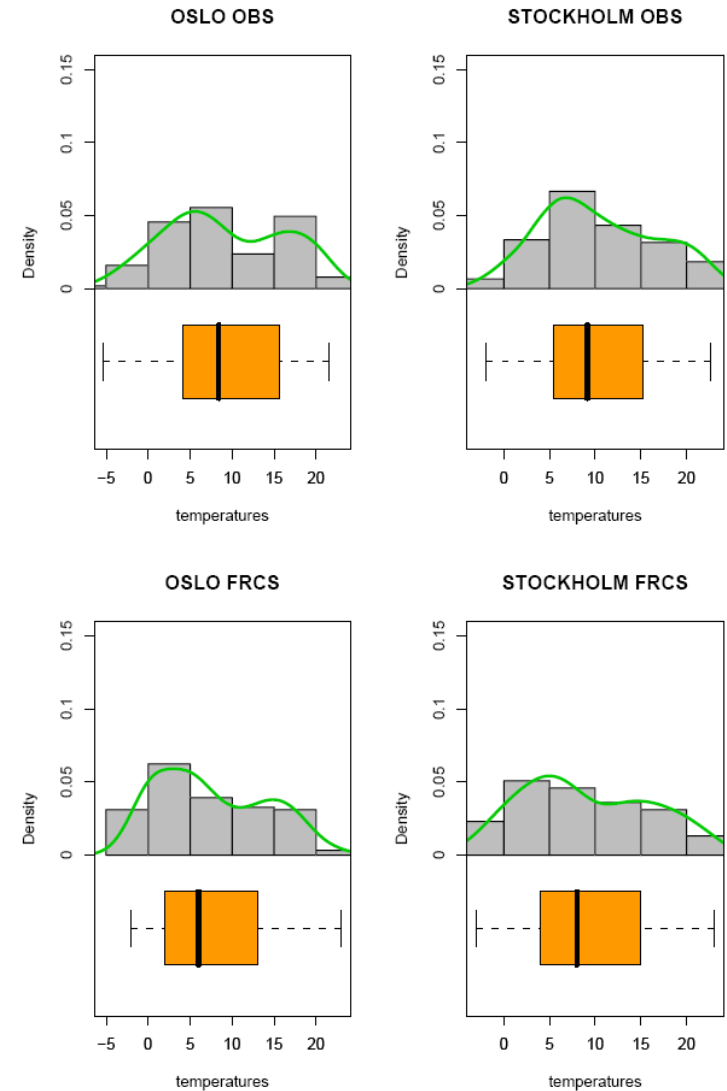 OSLO OBS
STOCKHOLM OBS
Density
0 0.05 0.1 0.15
−5 0 5 10 15 20
temperatures
Density
0 0.05 0.1 0.15
0 5 10 15 20
temperatures
OSLO FRCS
STOCKHOLM FRCS
Density
0 0.05 0.1 0.15
−5 0 5 10 15 20
temperatures
Density
0 0.05 0.1 0.15
0 5 10 15 20
temperatures